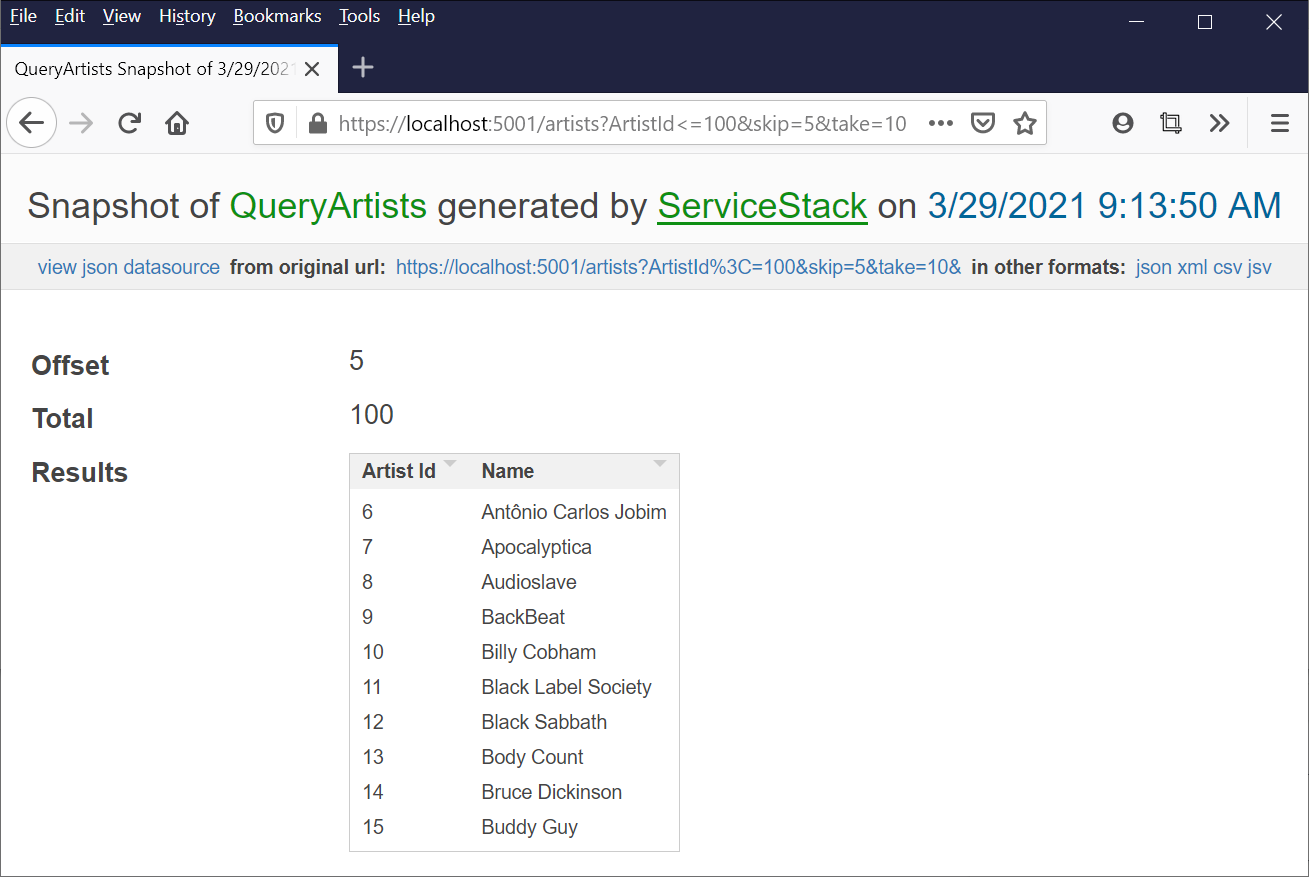 File Edit View History Bookmarks Tools Help
QueryArtists Snapshot of 3/29/2021
https://localhost:5001/artists?ArtistId<=100&skip=5&take=10
Snapshot of QueryArtists generated by ServiceStack on 3/29/2021 9:13:50 AM
view json datasource from original url: https://localhost:5001/artists?ArtistId%3C=100&skip=5&take=10& in other formats: json xml csv jsv
Offset 5
Total 100
Results
Artist Id Name
6 Antônio Carlos Jobim
7 Apocalyptica
8 Audioslave
9 BackBeat
10 Billy Cobham
11 Black Label Society
12 Black Sabbath
13 Body Count
14 Bruce Dickinson
15 Buddy Guy